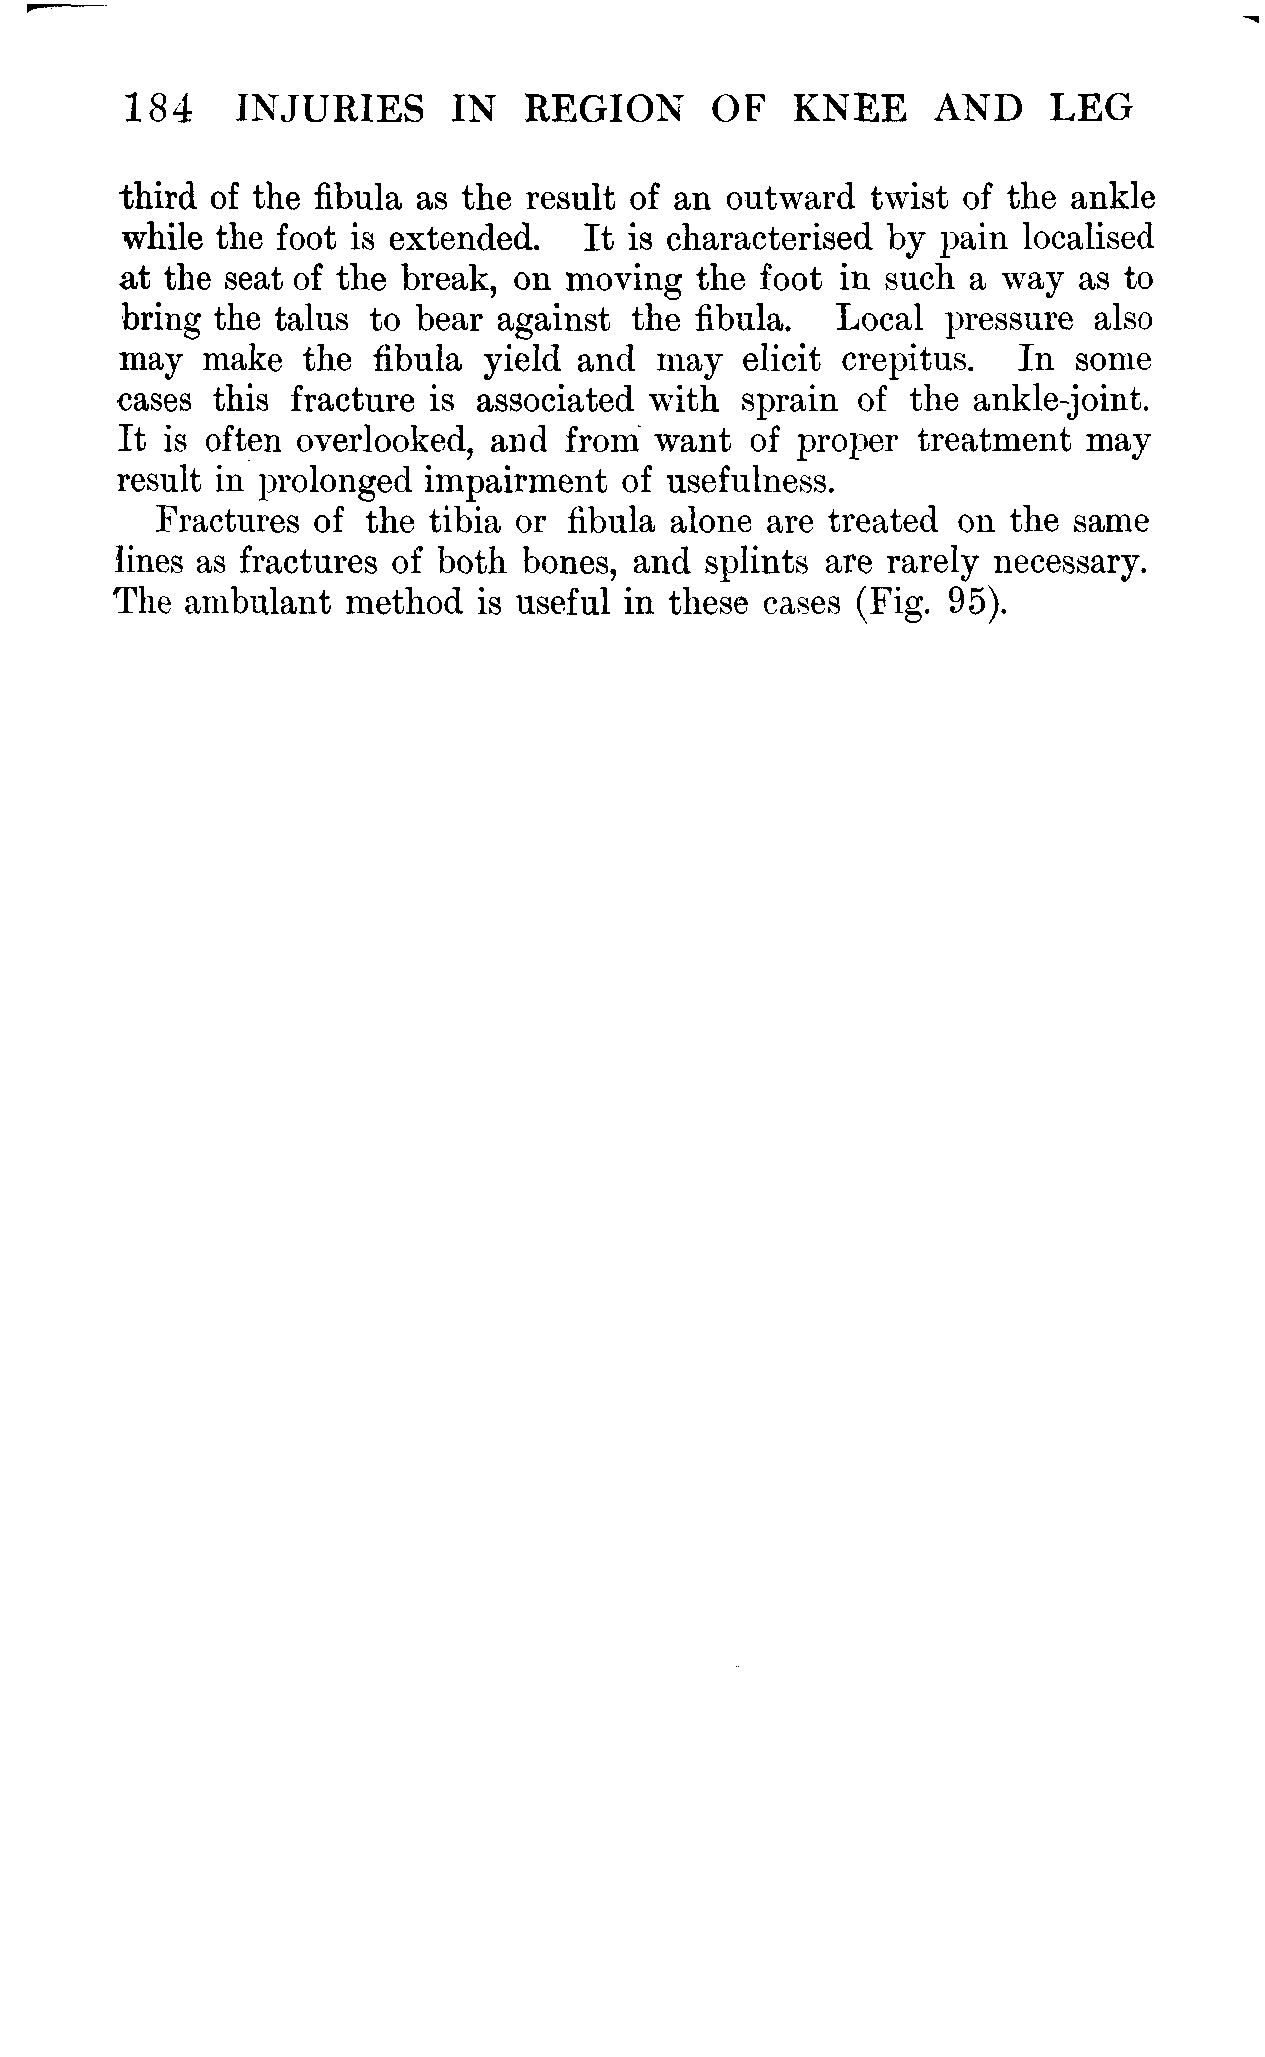 184 INJURIES IN REGION OF KNEE AND LEG
third of the fibula as the result of an outward twist of the ankle
while the foot is extended. It is characterised by pain localised
at the seat of the break, on moving the foot in such a way as to
bring the talus to bear against the fibula. Local pressure also
may make the fibula yield and may elicit crepitus. In some
cases this fracture is associated with sprain of the ankle-joint.
It is often overlooked, and from want of proper treatment may
result in prolonged impairment of usefulness.
Fractures of the tibia or fibula alone are treated on the same
lines as fractures of both bones, and splints are rarely necessary.
The ambulant method is useful in these cases (Fig. 95).